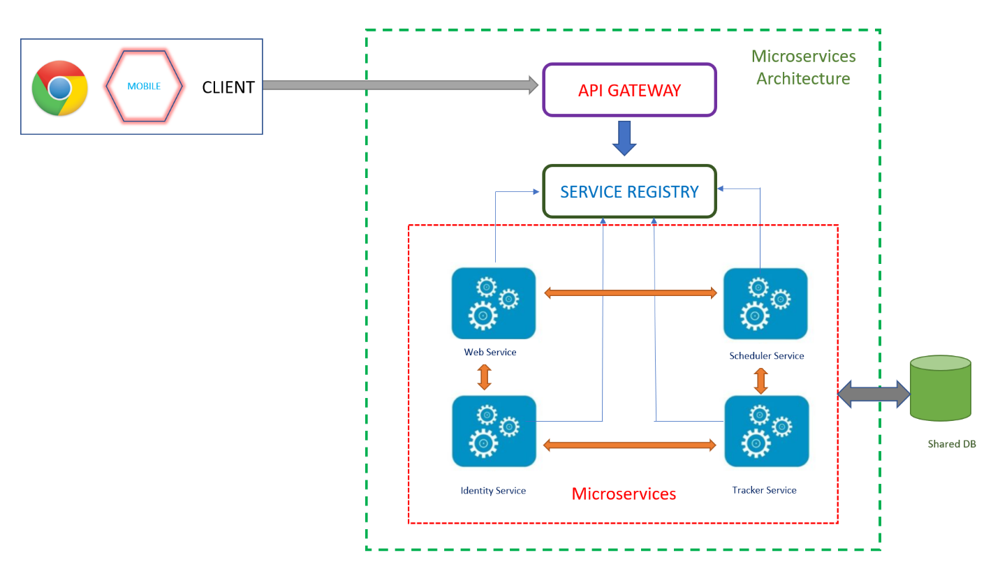 MOBILE
CLIENT
Microservices
Architecture
API GATEWAY
SERVICE REGISTRY
Web Service
Scheduler Service
Identity Service
Microservices
Tracker Service
Shared DB